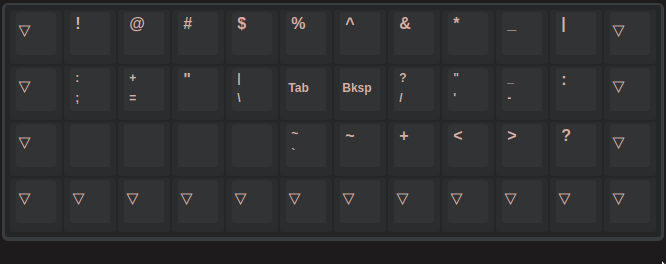 ▽ ! @ # $ % ^ & * _ | ▽
▽ : ; + = " | \ Tab Bksp ? / " ' _ - : ▽
▽ ~ ` ~ + < > ? ▽
▽ ▽ ▽ ▽ ▽ ▽ ▽ ▽ ▽ ▽ ▽ ▽